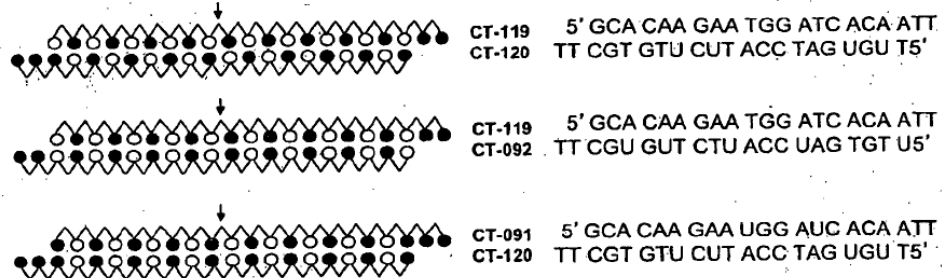 CT-119 5' GCA CAA GAA TGG ATC ACA ATT
CT-120 TT CGT GTU CUT ACC TAG UGU T5'
CT-119 5' GCA CAA GAA TGG ATC ACA ATT
CT-092 TT CGU GUT CTU ACC UAG TGT U5'
CT-091 5' GCA CAA GAA UGG AUC ACA ATT
CT-120 TT CGT GTU CUT ACC TAG UGU T5'